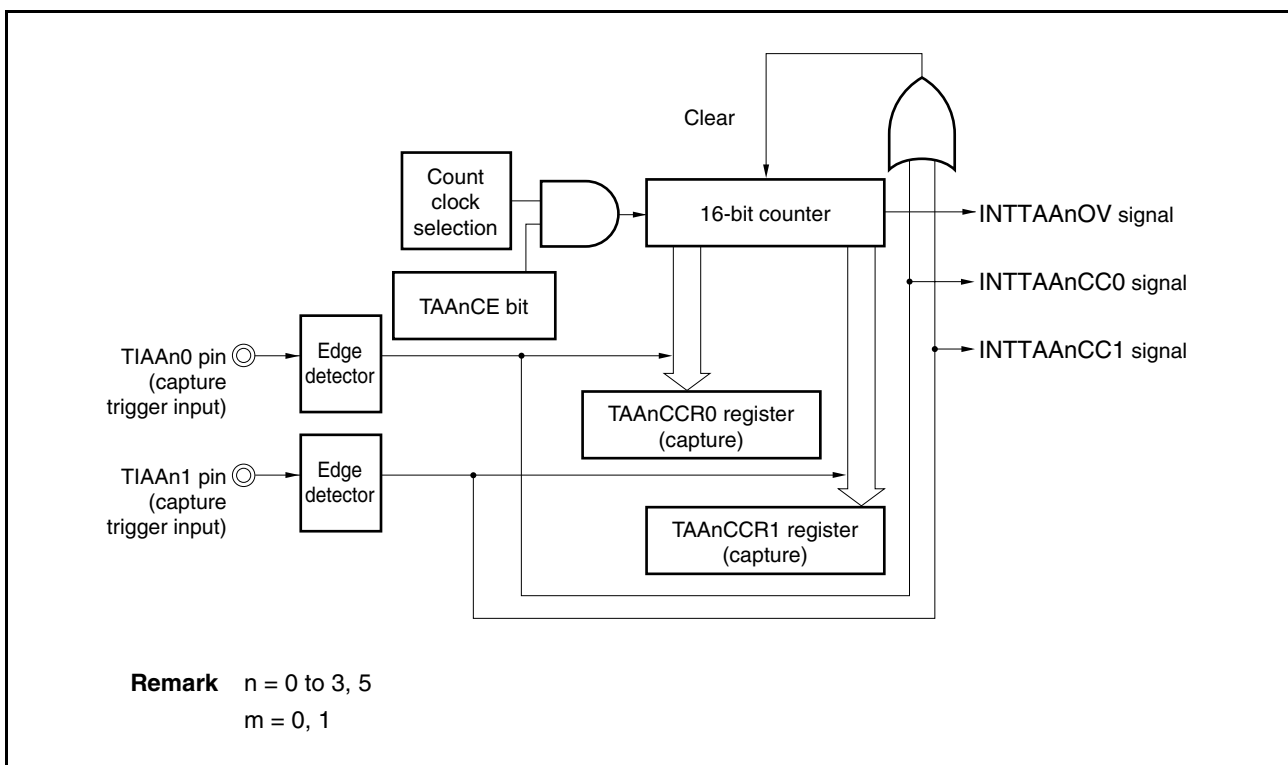 Clear
Count
clock
selection
16-bit counter
INTTAAnOV signal
TAAnCE bit
INTTAAnCC0 signal
TIAAn0 pin
(capture
trigger input)
Edge
detector
INTTAAnCC1 signal
TAAnCCR0 register
(capture)
TIAAn1 pin
(capture
trigger input)
Edge
detector
TAAnCCR1 register
(capture)
Remark n = 0 to 3, 5
m = 0, 1